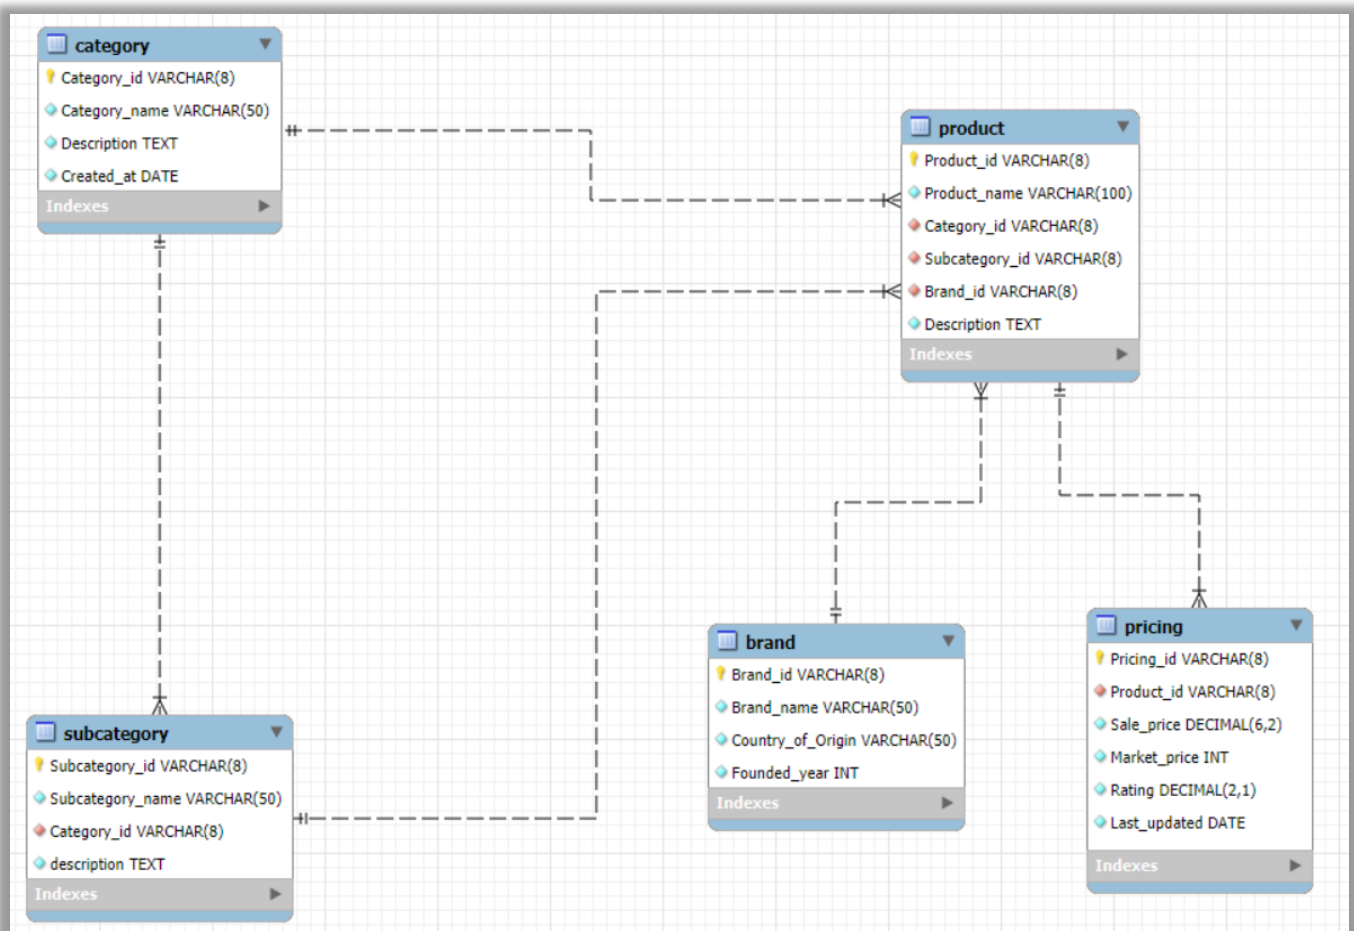 category
Category_id VARCHAR(8)
Category_name VARCHAR(50)
Description TEXT
Created_at DATE
Indexes
product
Product_id VARCHAR(8)
Product_name VARCHAR(100)
Category_id VARCHAR(8)
Subcategory_id VARCHAR(8)
Brand_id VARCHAR(8)
Description TEXT
Indexes
subcategory
Subcategory_id VARCHAR(8)
Subcategory_name VARCHAR(50)
Category_id VARCHAR(8)
description TEXT
Indexes
brand
Brand_id VARCHAR(8)
Brand_name VARCHAR(50)
Country_of_Origin VARCHAR(50)
Founded_year INT
Indexes
pricing
Pricing_id VARCHAR(8)
Product_id VARCHAR(8)
Sale_price DECIMAL(6,2)
Market_price INT
Rating DECIMAL(2,1)
Last_updated DATE
Indexes